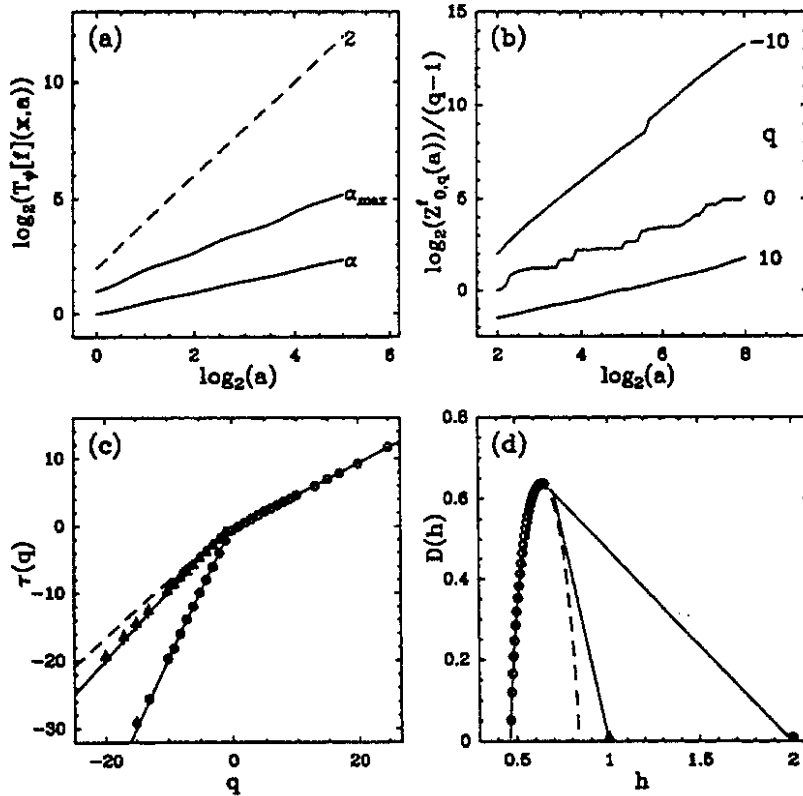 (a)
2
α_max
α
10
5
0
log₂(T_ψ[f](x,a))
0 2 4 6
log₂(a)
(b)
-10
q
0
10
15
10
5
0
log₂(Z^f_{0,q}(a))/(q-1)
2 4 6 8
log₂(a)
(c)
10
0
-10
-20
-30
τ(q)
-20 0 20
q
(d)
0.8
0.6
0.4
0.2
0
D(h)
0.5 1 1.5 2
h